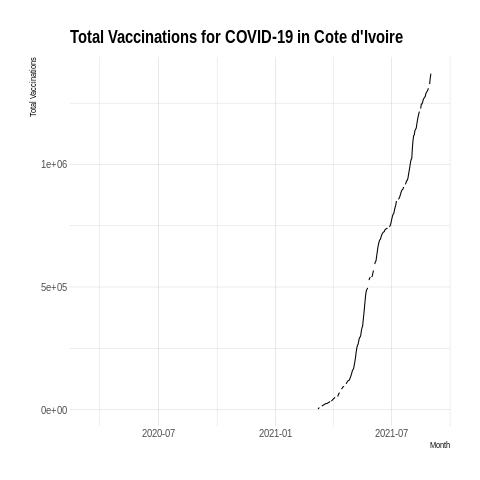 Total Vaccinations for COVID-19 in Cote d'Ivoire
Total Vaccinations
1e+06
5e+05
0e+00
2020-07
2021-01
2021-07
Month